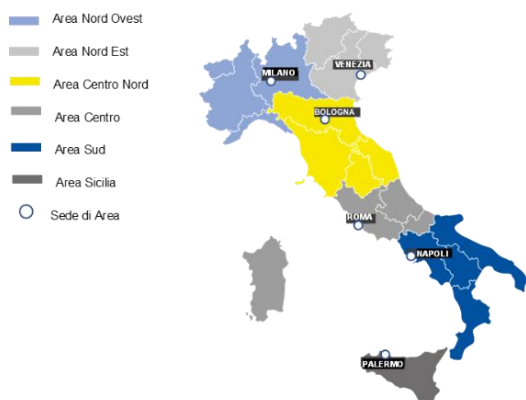 Area Nord Ovest
Area Nord Est
Area Centro Nord
Area Centro
Area Sud
Area Sicilia
Sede di Area
MILANO
VENEZIA
BOLOGNA
ROMA
NAPOLI
PALERMO